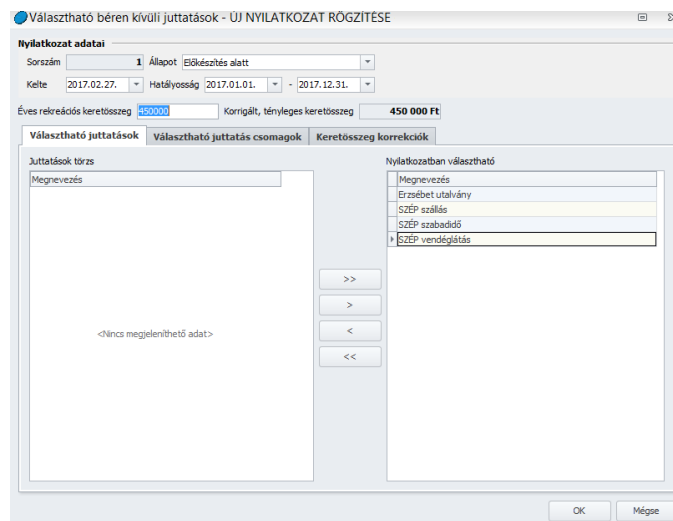 Választható béren kívüli juttatások - ÚJ NYILATKOZAT RÖGZÍTÉSE
Nyilatkozat adatai
Sorszám 1 Állapot Előkészítés alatt
Kelte 2017.02.27. Hatályosság 2017.01.01. - 2017.12.31.
Éves rekreációs keretösszeg 450000 Korrigált, tényleges keretösszeg 450 000 Ft
Választható juttatások Választható juttatás csomagok Keretösszeg korrekciók
Juttatások törzs Nyilatkozatban választható
Megnevezés Megnevezés
Erzsébet utalvány
SZÉP szállás
SZÉP szabadidő
SZÉP vendéglátás
>>
>
<Nincs megjeleníthető adat> <
<<
OK Mégse